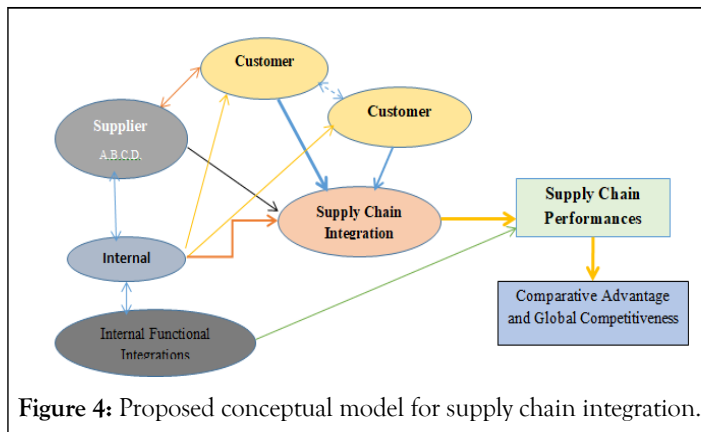 Customer
Customer
Supplier
A.B.C.D.
Supply Chain
Integration
Supply Chain
Performances
Internal
Comparative Advantage
and Global Competitiveness
Internal Functional
Integrations
Figure 4: Proposed conceptual model for supply chain integration.